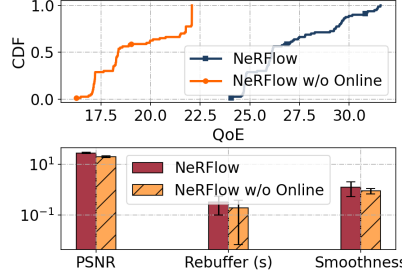 1.0
0.5
0.0
CDF
NeRFlow
NeRFlow w/o Online
17.5 20.0 22.5 25.0 27.5 30.0
QoE
10¹
10⁻¹
NeRFlow
NeRFlow w/o Online
PSNR Rebuffer (s) Smoothness